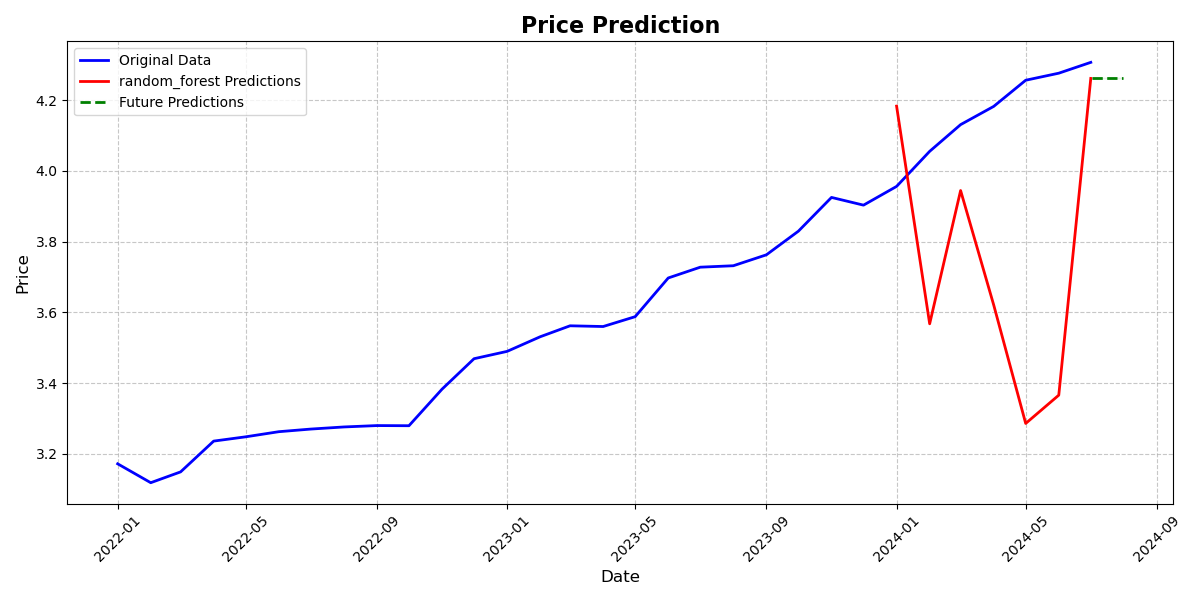 Price Prediction
Original Data
random_forest Predictions
Future Predictions
Price
4.2
4.0
3.8
3.6
3.4
3.2
2022-01
2022-05
2022-09
2023-01
2023-05
2023-09
2024-01
2024-05
2024-09
Date